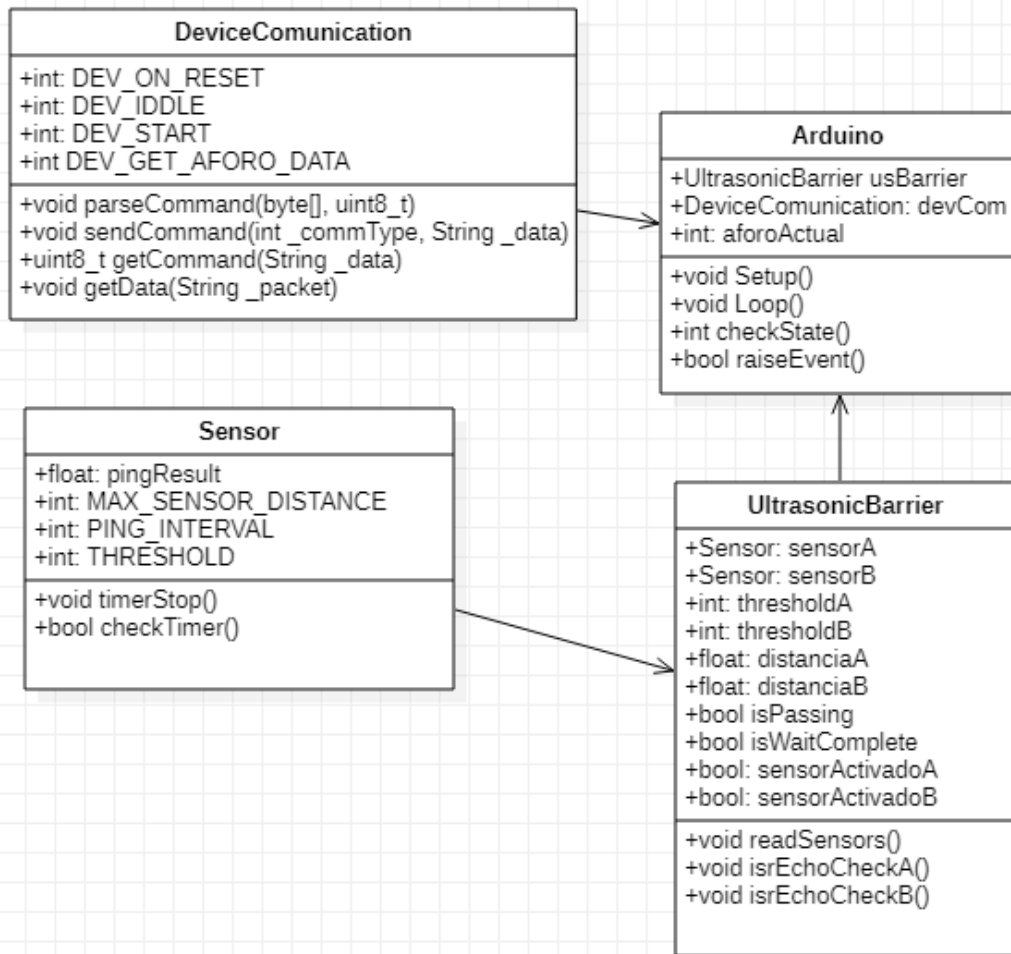 DeviceComunication
+int: DEV_ON_RESET
+int: DEV_IDDLE
+int: DEV_START
+int DEV_GET_AFORO_DATA
+void parseCommand(byte[], uint8_t)
+void sendCommand(int _commType, String _data)
+uint8_t getCommand(String _data)
+void getData(String _packet)
Arduino
+UltrasonicBarrier usBarrier
+DeviceComunication: devCom
+int: aforoActual
+void Setup()
+void Loop()
+int checkState()
+bool raiseEvent()
Sensor
+float: pingResult
+int: MAX_SENSOR_DISTANCE
+int: PING_INTERVAL
+int: THRESHOLD
+void timerStop()
+bool checkTimer()
UltrasonicBarrier
+Sensor: sensorA
+Sensor: sensorB
+int: thresholdA
+int: thresholdB
+float: distanciaA
+float: distanciaB
+bool isPassing
+bool isWaitComplete
+bool: sensorActivadoA
+bool: sensorActivadoB
+void readSensors()
+void isrEchoCheckA()
+void isrEchoCheckB()